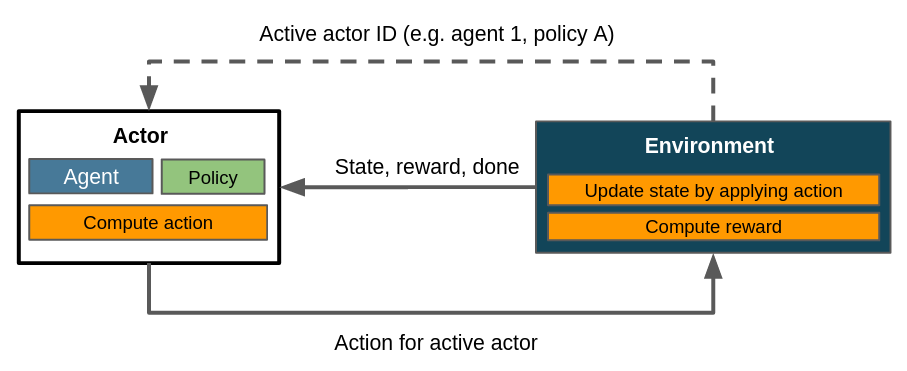 Active actor ID (e.g. agent 1, policy A)
Actor
Agent
Policy
Compute action
State, reward, done
Environment
Update state by applying action
Compute reward
Action for active actor